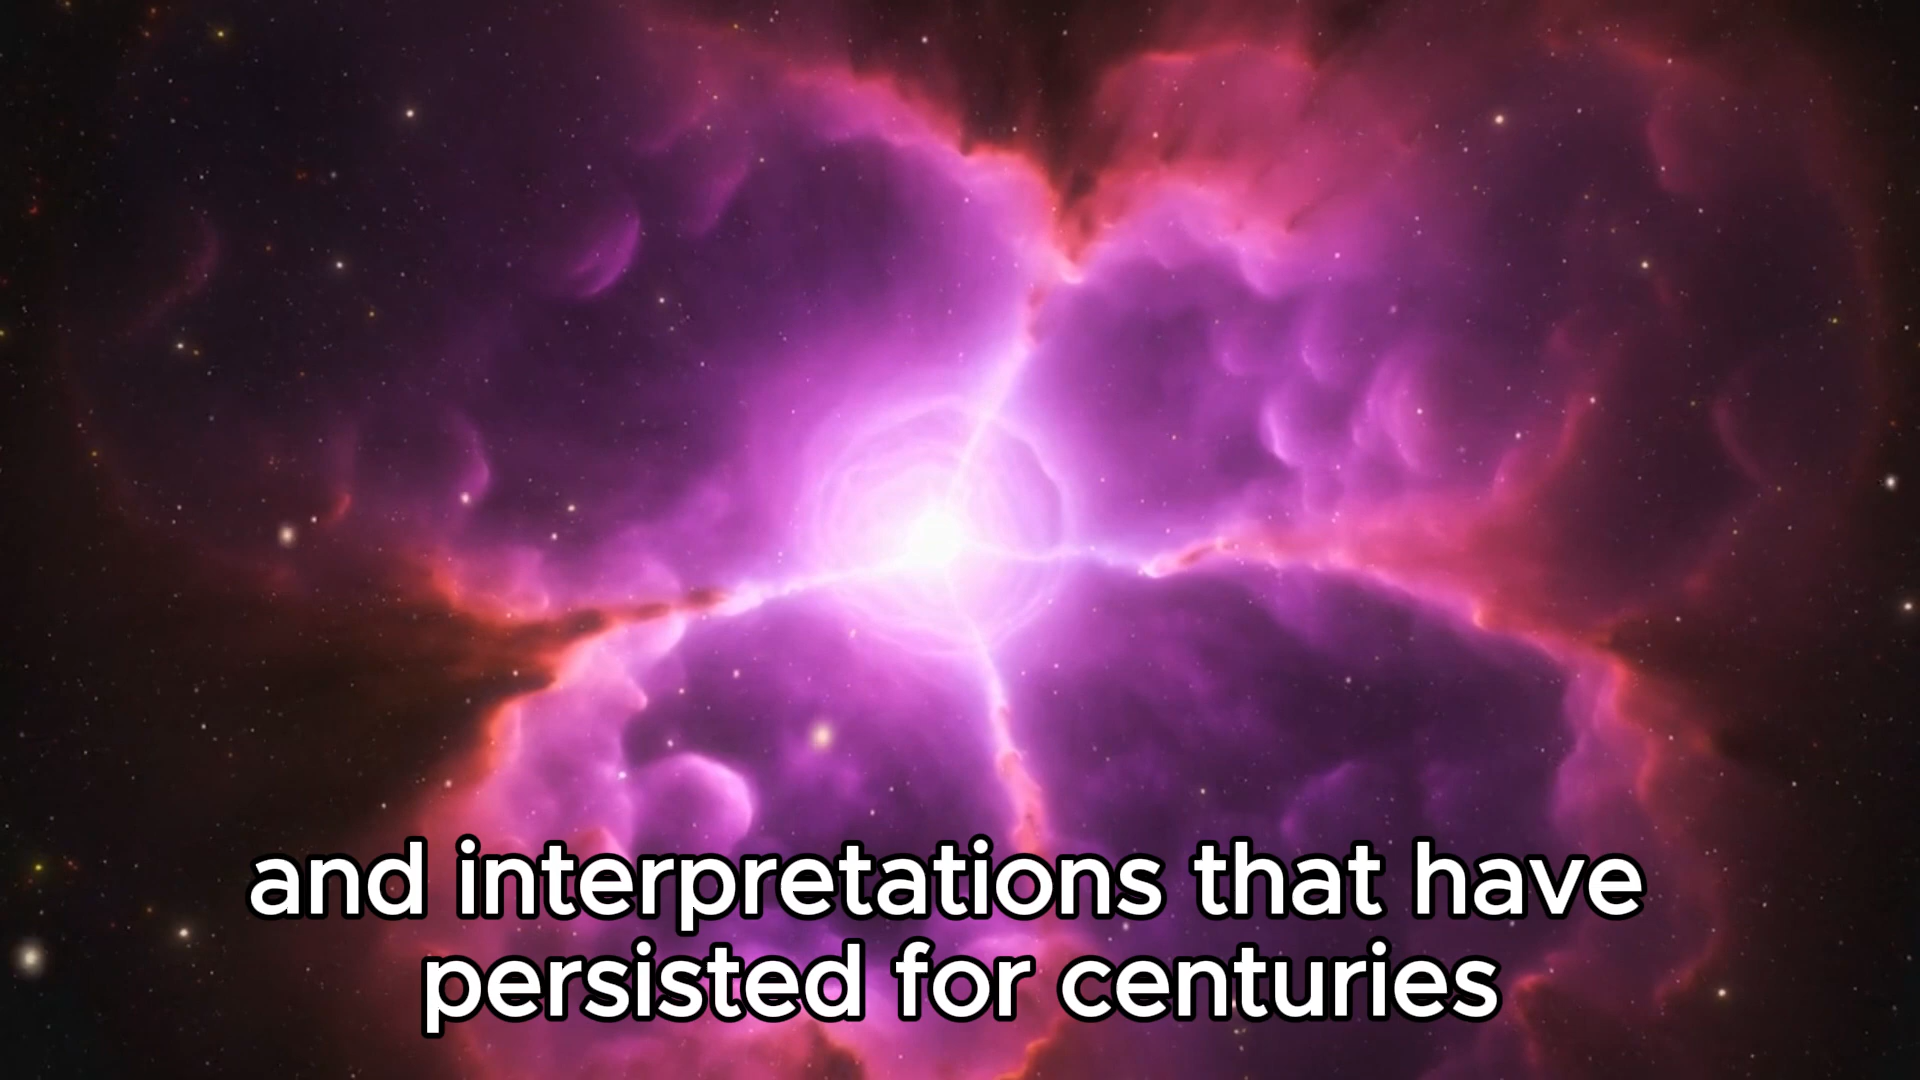 and interpretations that have
persisted for centuries